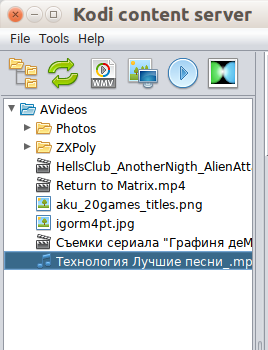 Kodi content server
File Tools Help
WMV
AVideos
Photos
ZXPoly
HellsClub_AnotherNigth_AlienAtt
Return to Matrix.mp4
aku_20games_titles.png
igorm4pt.jpg
Съемки сериала "Графиня деМ
Технология Лучшие песни_.mp